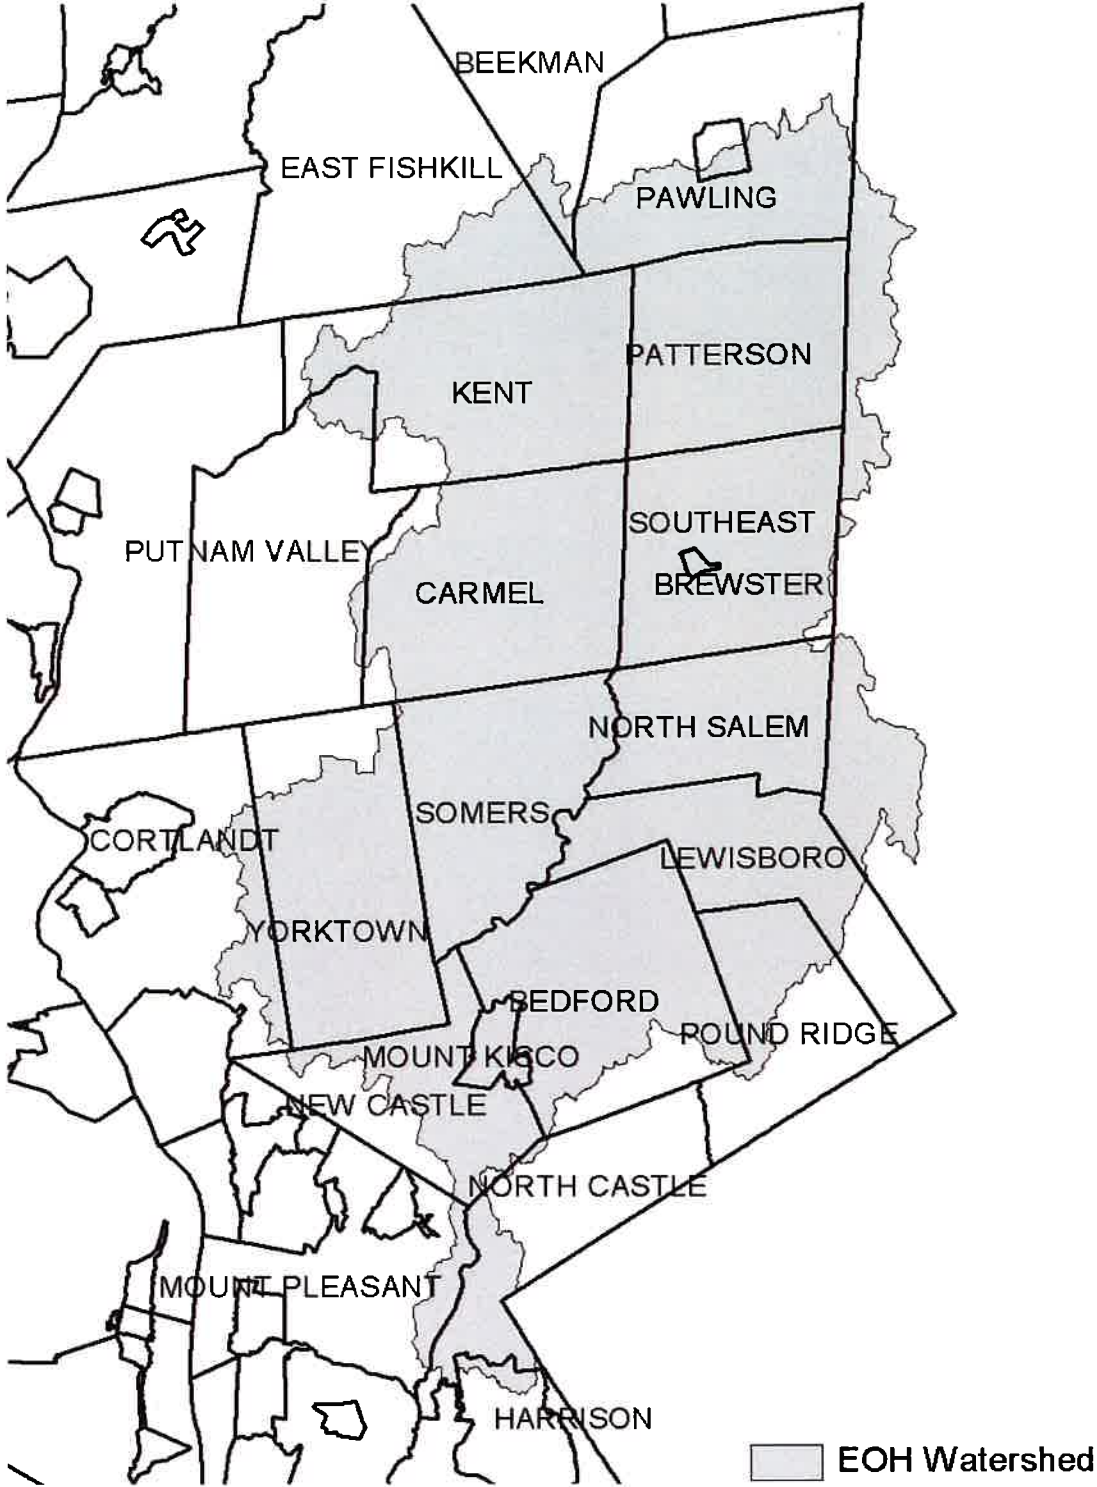 BEEKMAN
EAST FISHKILL
PAWLING
PATTERSON
KENT
SOUTHEAST
PUTNAM VALLEY
BREWSTER
CARMEL
NORTH SALEM
SOMERS
CORTLANDT
LEWISBORO
YORKTOWN
BEDFORD
POUND RIDGE
MOUNT KISCO
NEW CASTLE
NORTH CASTLE
MOUNT PLEASANT
HARRISON
EOH Watershed